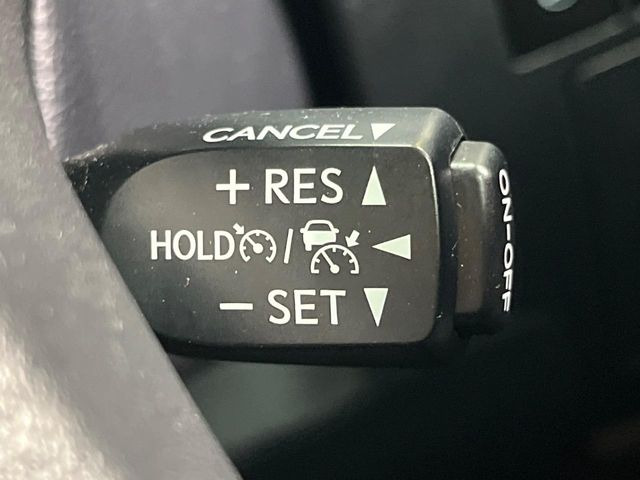 CANCEL
+ RES
HOLD /
- SET
ON-OFF